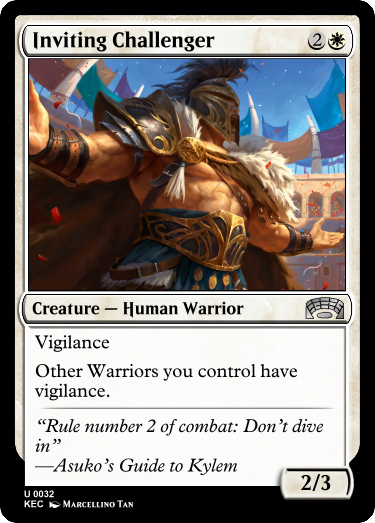 Inviting Challenger 2
Creature — Human Warrior
Vigilance
Other Warriors you control have
vigilance.
“Rule number 2 of combat: Don’t dive
in”
—Asuko’s Guide to Kylem
2/3
U 0032
KEC Marcellino Tan